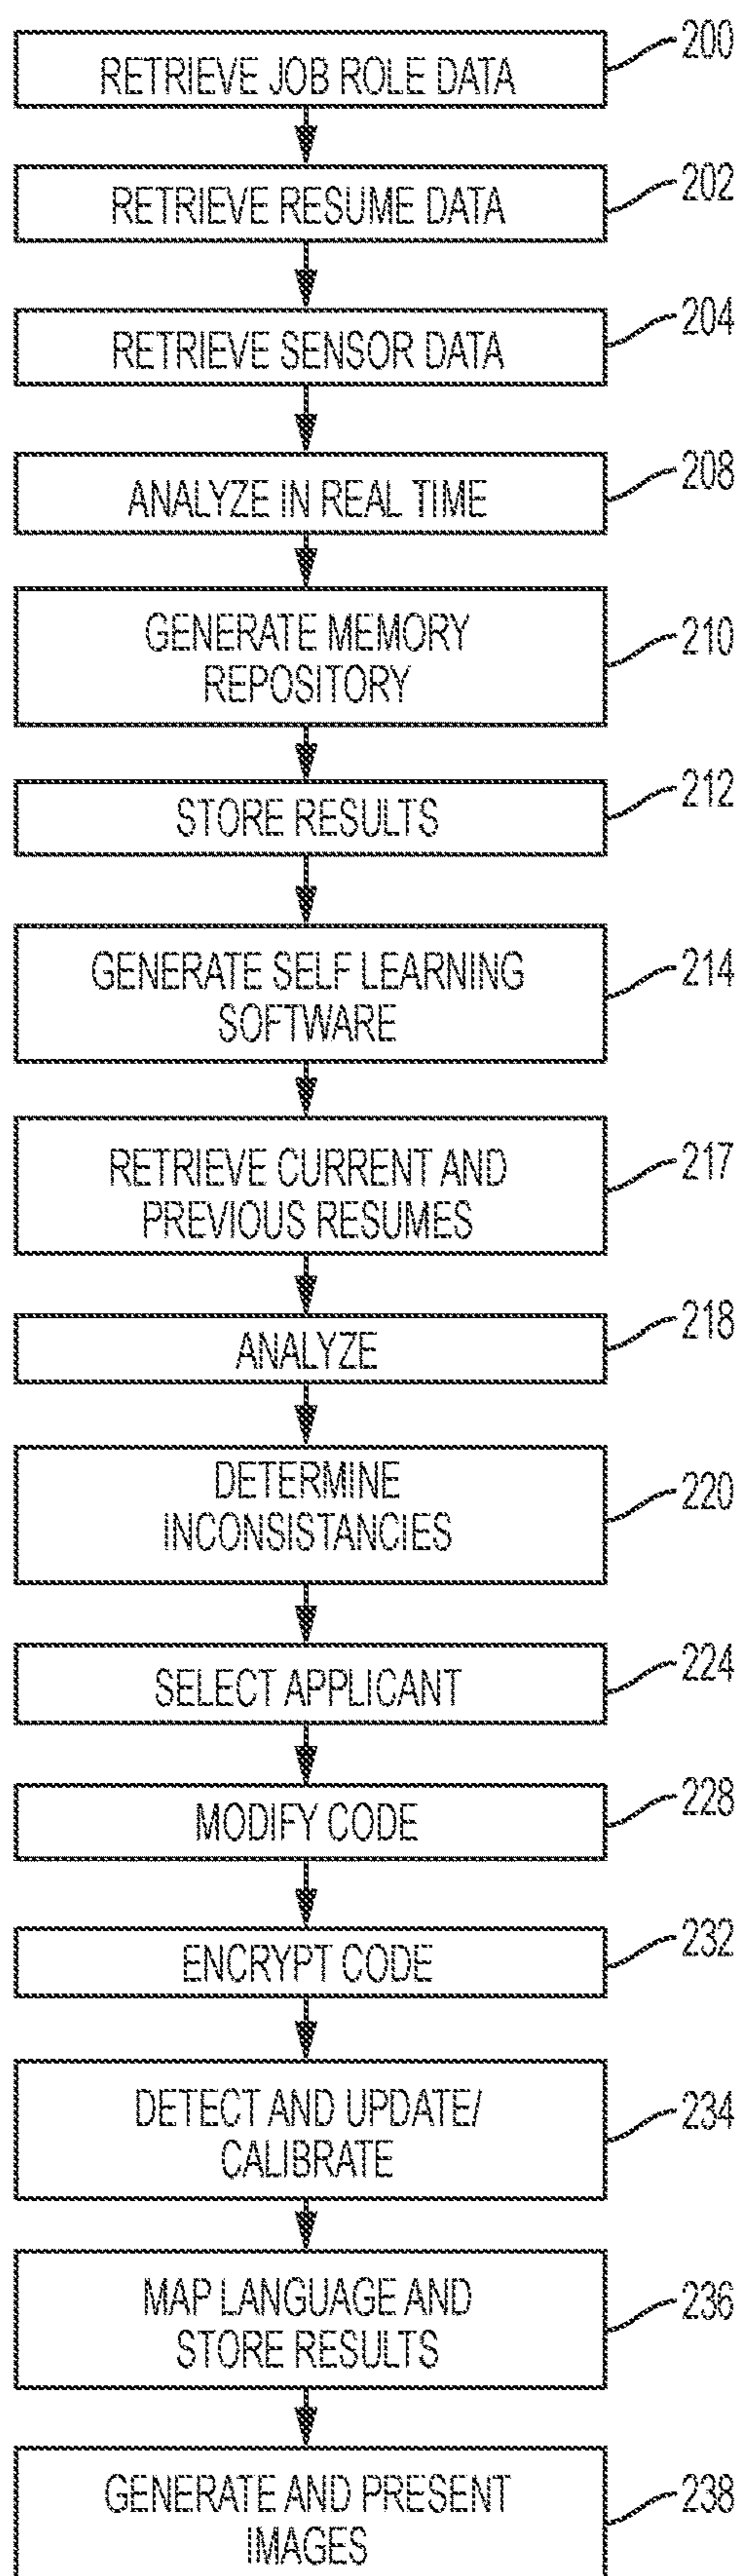 RETRIEVE JOB ROLE DATA
200
RETRIEVE RESUME DATA
202
RETRIEVE SENSOR DATA
204
ANALYZE IN REAL TIME
208
GENERATE MEMORY
REPOSITORY
210
STORE RESULTS
212
GENERATE SELF LEARNING
SOFTWARE
214
RETRIEVE CURRENT AND
PREVIOUS RESUMES
217
ANALYZE
218
DETERMINE
INCONSISTANCIES
220
SELECT APPLICANT
224
MODIFY CODE
228
ENCRYPT CODE
232
DETECT AND UPDATE/
CALIBRATE
234
MAP LANGUAGE AND
STORE RESULTS
236
GENERATE AND PRESENT
IMAGES
238